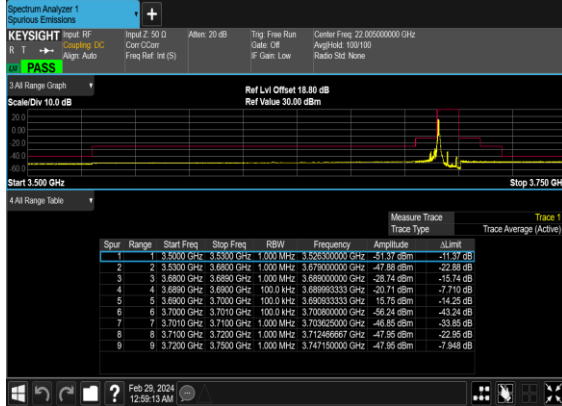 Spectrum Analyzer 1
Spurious Emissions
KEYSIGHT Input: RF Input Z: 50 Ω Atten: 20 dB Trig: Free Run Center Freq: 22.005000000 GHz
R T Coupling: DC Corr CCorr Gate: Off Avg|Hold: 100/100
Align: Auto Freq Ref: Int (S) IF Gain: Low Radio Std: None
PASS
3 All Range Graph
Ref Lvl Offset 18.80 dB
Scale/Div 10.0 dB Ref Value 30.00 dBm
20.0
0.00
-20.0
-40.0
-60.0
Start 3.500 GHz Stop 3.750 GH
4 All Range Table
Measure Trace Trace 1
Trace Type Trace Average (Active)
Spur Range Start Freq Stop Freq RBW Frequency Amplitude ΔLimit
1 1 3.5000 GHz 3.5300 GHz 1.000 MHz 3.526300000 GHz -51.37 dBm -11.37 dB
2 2 3.5300 GHz 3.6800 GHz 1.000 MHz 3.679000000 GHz -47.88 dBm -22.88 dB
3 3 3.6800 GHz 3.6890 GHz 1.000 MHz 3.689000000 GHz -28.74 dBm -15.74 dB
4 4 3.6890 GHz 3.6900 GHz 100.0 kHz 3.689993333 GHz -20.71 dBm -7.710 dB
5 5 3.6900 GHz 3.7000 GHz 100.0 kHz 3.690933333 GHz 15.75 dBm -14.25 dB
6 6 3.7000 GHz 3.7010 GHz 100.0 kHz 3.700800000 GHz -56.24 dBm -43.24 dB
7 7 3.7010 GHz 3.7100 GHz 1.000 MHz 3.703625000 GHz -46.85 dBm -33.85 dB
8 8 3.7100 GHz 3.7200 GHz 1.000 MHz 3.712466667 GHz -47.95 dBm -22.95 dB
9 9 3.7200 GHz 3.7500 GHz 1.000 MHz 3.747150000 GHz -47.95 dBm -7.948 dB
Feb 29, 2024
12:59:13 AM